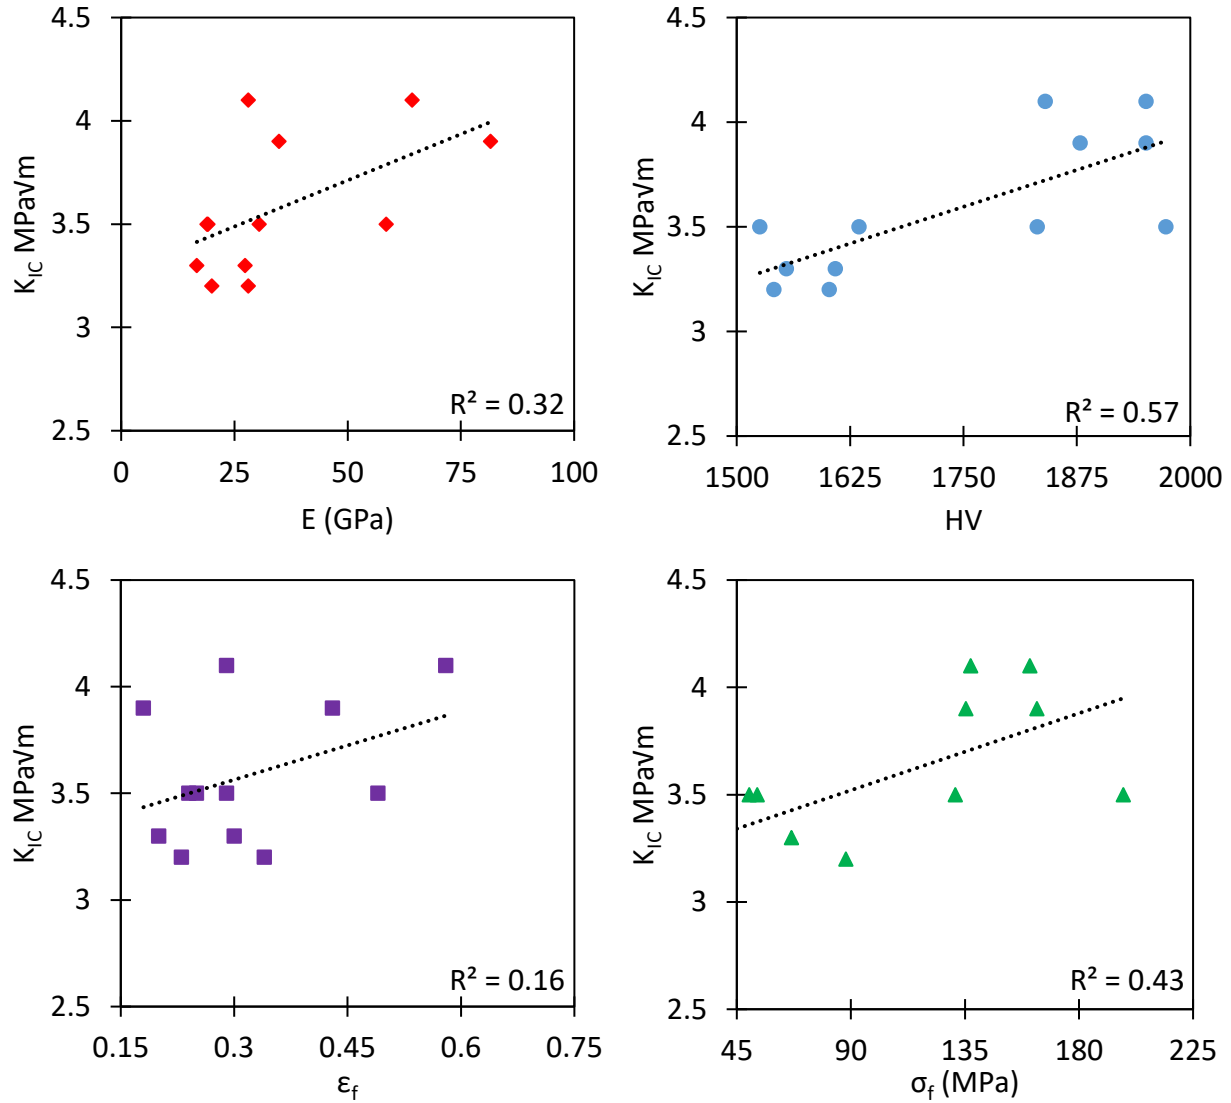 4.5
4
3.5
3
2.5
K_IC MPa√m
R² = 0.32
0 25 50 75 100
E (GPa)
4.5
4
3.5
3
2.5
K_IC MPa√m
R² = 0.57
1500 1625 1750 1875 2000
HV
4.5
4
3.5
3
2.5
K_IC MPa√m
R² = 0.16
0.15 0.3 0.45 0.6 0.75
ε_f
4.5
4
3.5
3
2.5
K_IC MPa√m
R² = 0.43
45 90 135 180 225
σ_f (MPa)